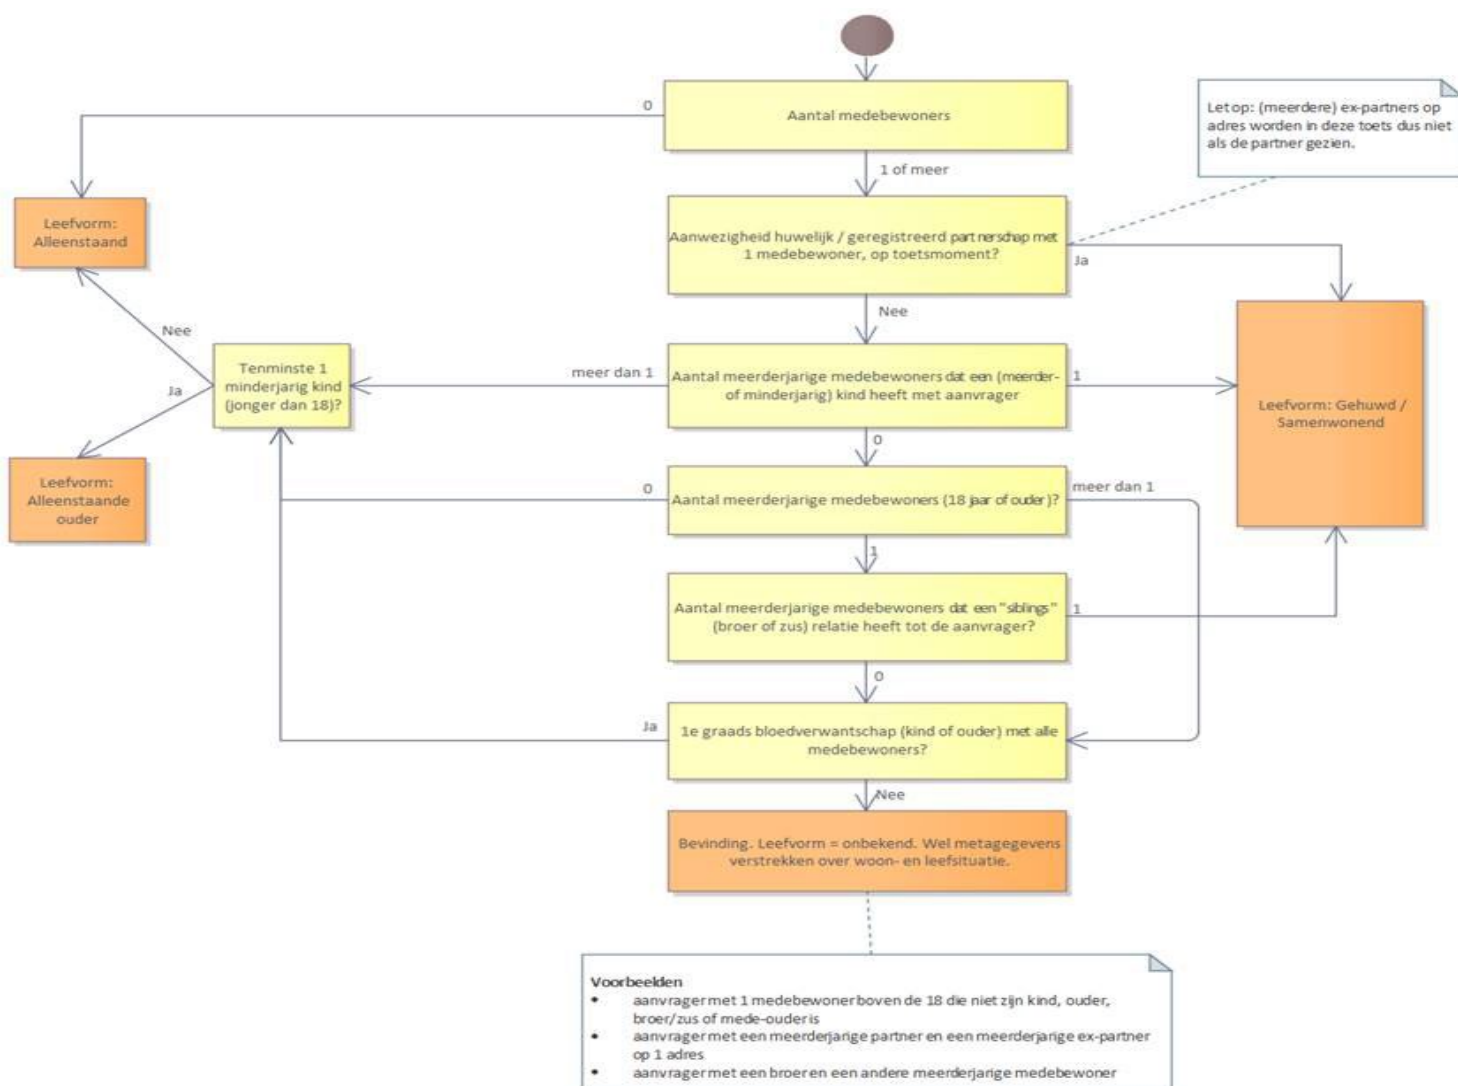 0
Aantal medebewoners
1 of meer
Let op: (meerdere) ex-partners op
adres worden in deze toets dus niet
als de partner gezien.
Leefvorm:
Alleenstaand
Aanwezigheid huwelijk / geregistreerd partnerschap met
1 medebewoner, op toetsmoment?
Ja
Nee
Nee
Ja
Tenminste 1
minderjarig kind
(jonger dan 18)?
meer dan 1
Aantal meerderjarige medebewoners dat een (meerder-
of minderjarig) kind heeft met aanvrager
1
Leefvorm: Gehuwd /
Samenwonend
0
Leefvorm:
Alleenstaande
ouder
0
Aantal meerderjarige medebewoners (18 jaar of ouder)?
meer dan 1
1
Aantal meerderjarige medebewoners dat een "siblings"
(broer of zus) relatie heeft tot de aanvrager?
1
0
Ja
1e graads bloedverwantschap (kind of ouder) met alle
medebewoners?
Nee
Bevinding. Leefvorm = onbekend. Wel metagegevens
verstrekken over woon- en leefsituatie.
Voorbeelden
• aanvrager met 1 medebewoner boven de 18 die niet zijn kind, ouder,
broer/zus of mede-ouder is
• aanvrager met een meerderjarige partner en een meerderjarige ex-partner
op 1 adres
• aanvrager met een broer en een andere meerderjarige medebewoner